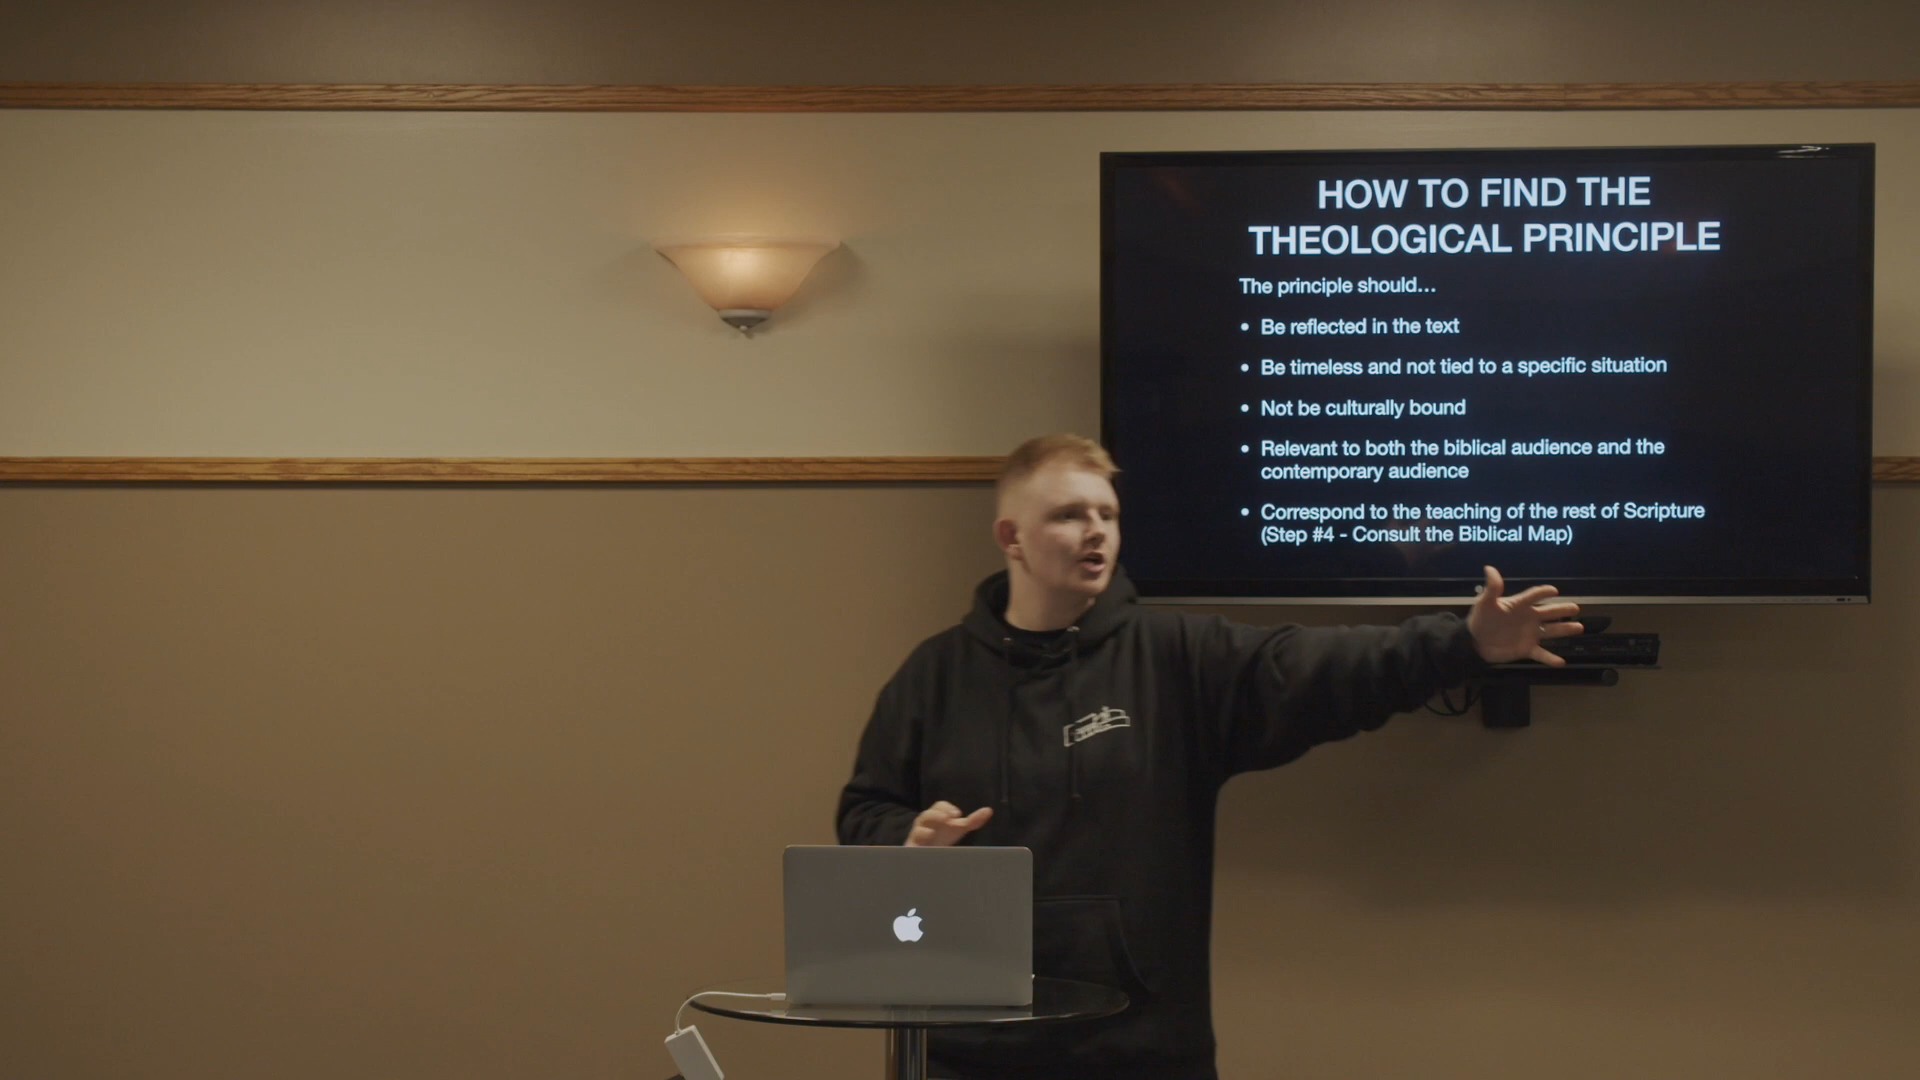 HOW TO FIND THE
THEOLOGICAL PRINCIPLE
The principle should...
• Be reflected in the text
• Be timeless and not tied to a specific situation
• Not be culturally bound
• Relevant to both the biblical audience and the
contemporary audience
• Correspond to the teaching of the rest of Scripture
(Step #4 - Consult the Biblical Map)